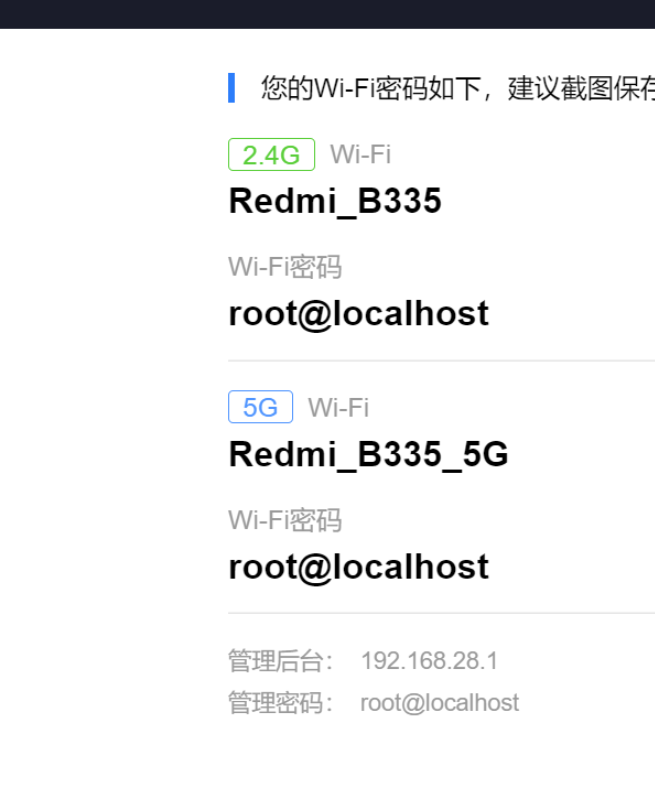 您的Wi-Fi密码如下，建议截图保存
2.4G Wi-Fi
Redmi_B335
Wi-Fi密码
root@localhost
5G Wi-Fi
Redmi_B335_5G
Wi-Fi密码
root@localhost
管理后台： 192.168.28.1
管理密码： root@localhost